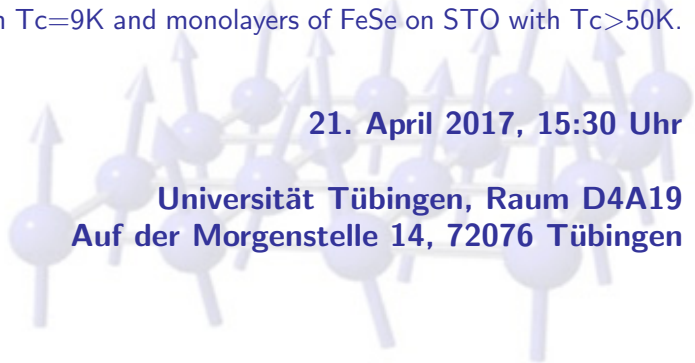 Tc=9K and monolayers of FeSe on STO with Tc>50K.
21. April 2017, 15:30 Uhr
Universität Tübingen, Raum D4A19
Auf der Morgenstelle 14, 72076 Tübingen